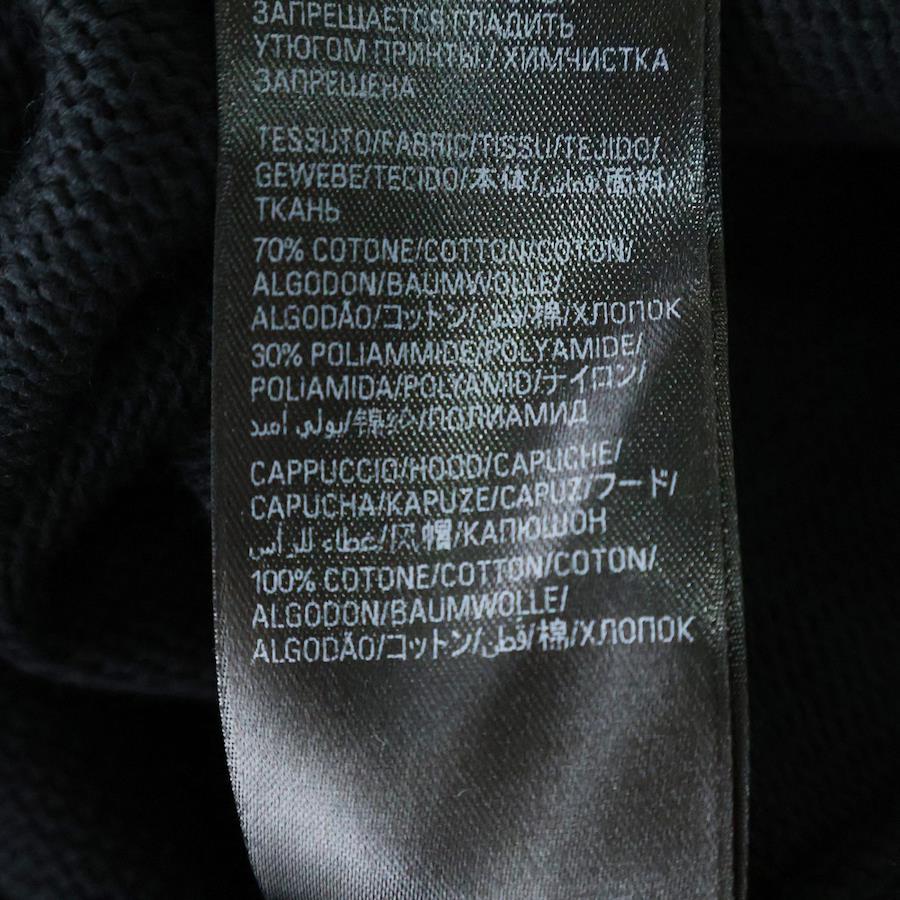 ЗАПРЕЩАЕТСЯ ГЛАДИТЬ
УТЮГОМ ПРИНТЫ / ХИМЧИСТКА
ЗАПРЕЩЕНА
TESSUTO/FABRIC/TISSU/TEJIDO/
GEWEBE/TECIDO/本体/قماش/面料/
ТКАНЬ
70% COTONE/COTTON/COTON/
ALGODON/BAUMWOLLE/
ALGODÃO/コットン/قطن/棉/ХЛОПОК
30% POLIAMMIDE/POLYAMIDE/
POLIAMIDA/POLYAMID/ナイロン/
بولي أميد/锦纶/ПОЛИАМИД
CAPPUCCIO/HOOD/CAPUCHE/
CAPUCHA/KAPUZE/CAPUZ/フード/
غطاء للرأس/风帽/КАПЮШОН
100% COTONE/COTTON/COTON/
ALGODON/BAUMWOLLE/
ALGODÃO/コットン/قطن/棉/ХЛОПОК